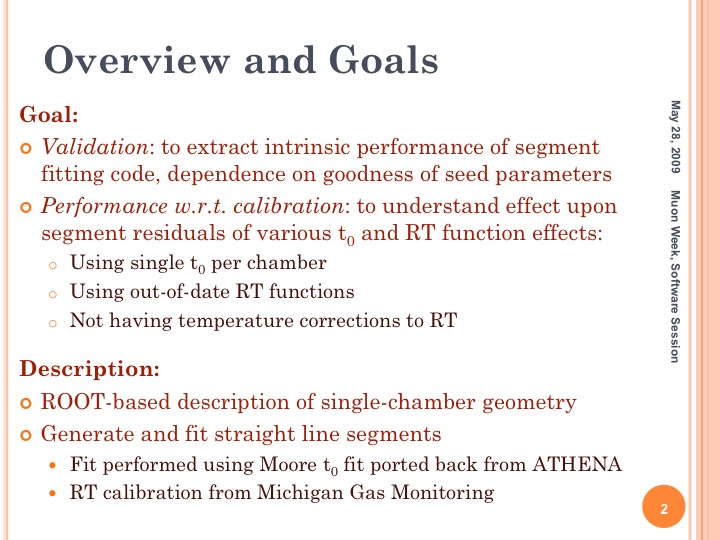 Overview and Goals
Goal:
Validation: to extract intrinsic performance of segment
fitting code, dependence on goodness of seed parameters
Performance w.r.t. calibration: to understand effect upon
segment residuals of various t0 and RT function effects:
Using single t0 per chamber
Using out-of-date RT functions
Not having temperature corrections to RT
Description:
ROOT-based description of single-chamber geometry
Generate and fit straight line segments
Fit performed using Moore t0 fit ported back from ATHENA
RT calibration from Michigan Gas Monitoring
May 28, 2009 Muon Week, Software Session
2